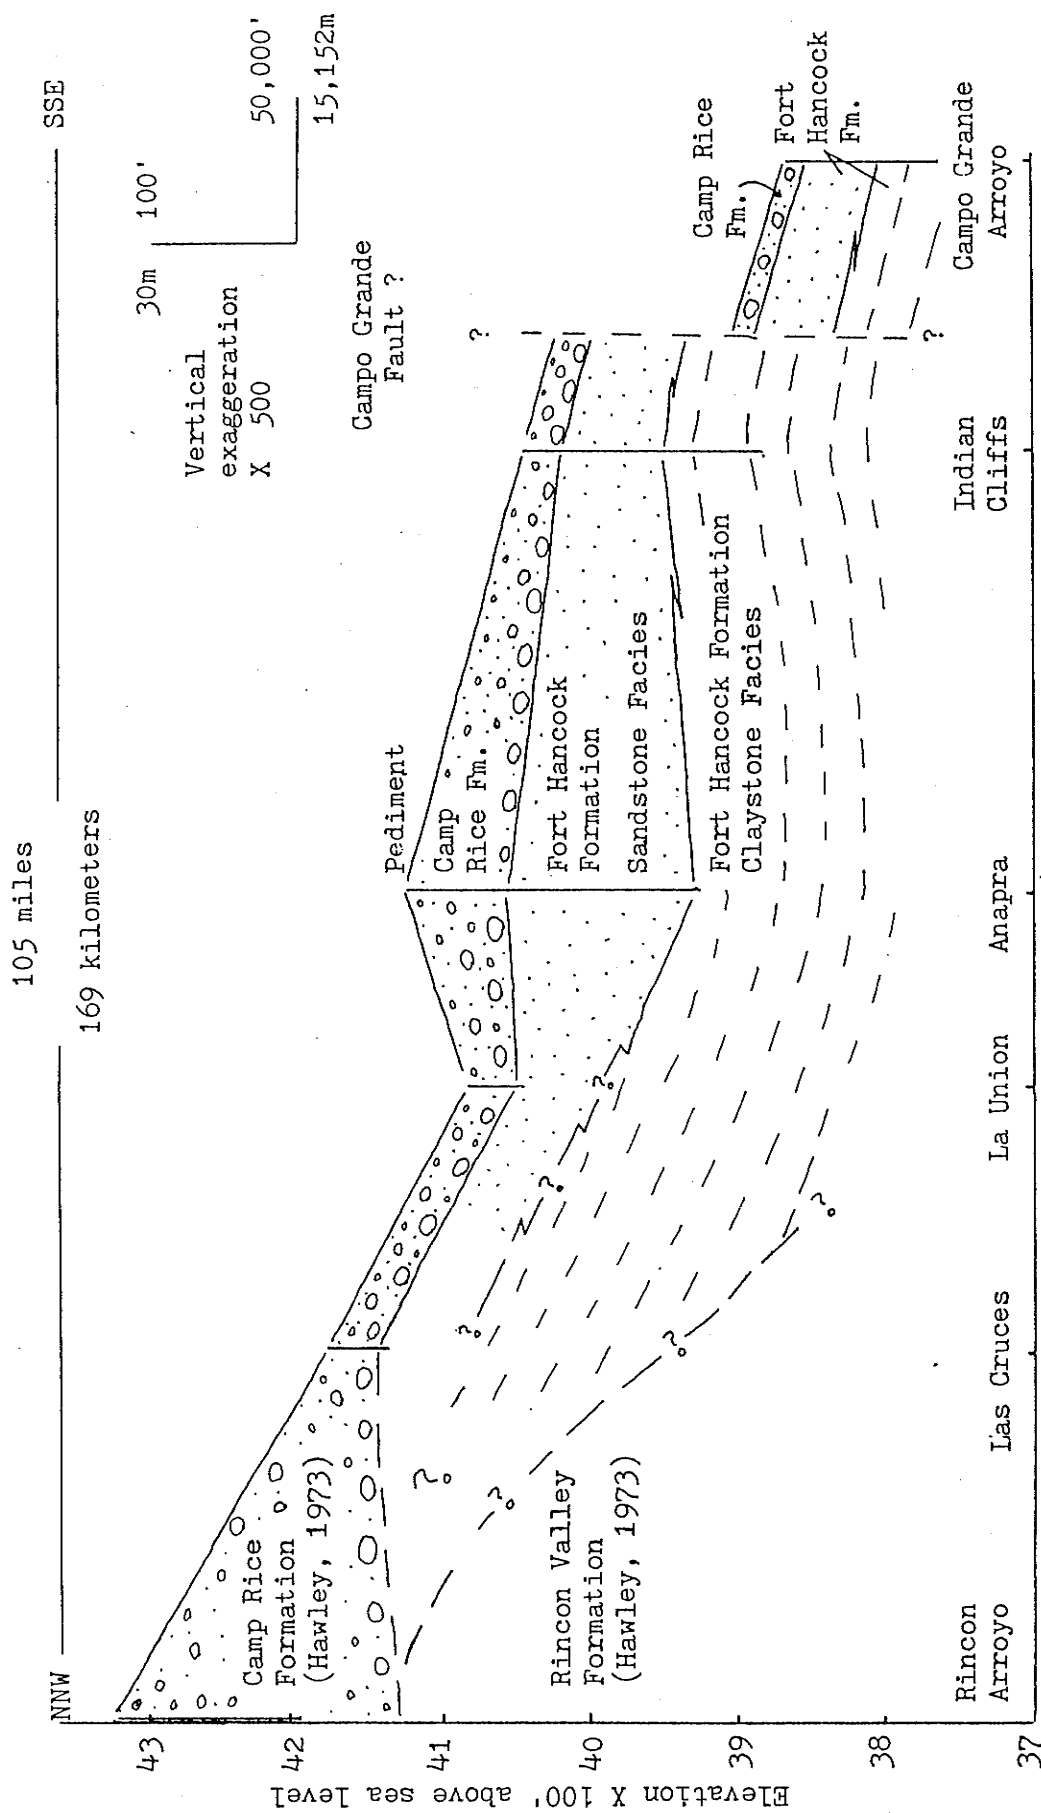 105 miles
169 kilometers
NNW
SSE
30m
100'
50,000'
15,152m
Vertical
exaggeration
X 500
Campo Grande
Fault ?
?
?
Pediment
Camp
Rice Fm.
Fort Hancock
Formation
Sandstone Facies
Fort Hancock Formation
Claystone Facies
Camp Rice
Fm.
Fort
Hancock
Fm.
Camp Rice
Formation
(Hawley, 1973)
Rincon Valley
Formation
(Hawley, 1973)
?
?
?
?
?
?
?
Elevation X 100' above sea level
43
42
41
40
39
38
37
Rincon
Arroyo
Las Cruces
La Union
Anapra
Indian
Cliffs
Campo Grande
Arroyo